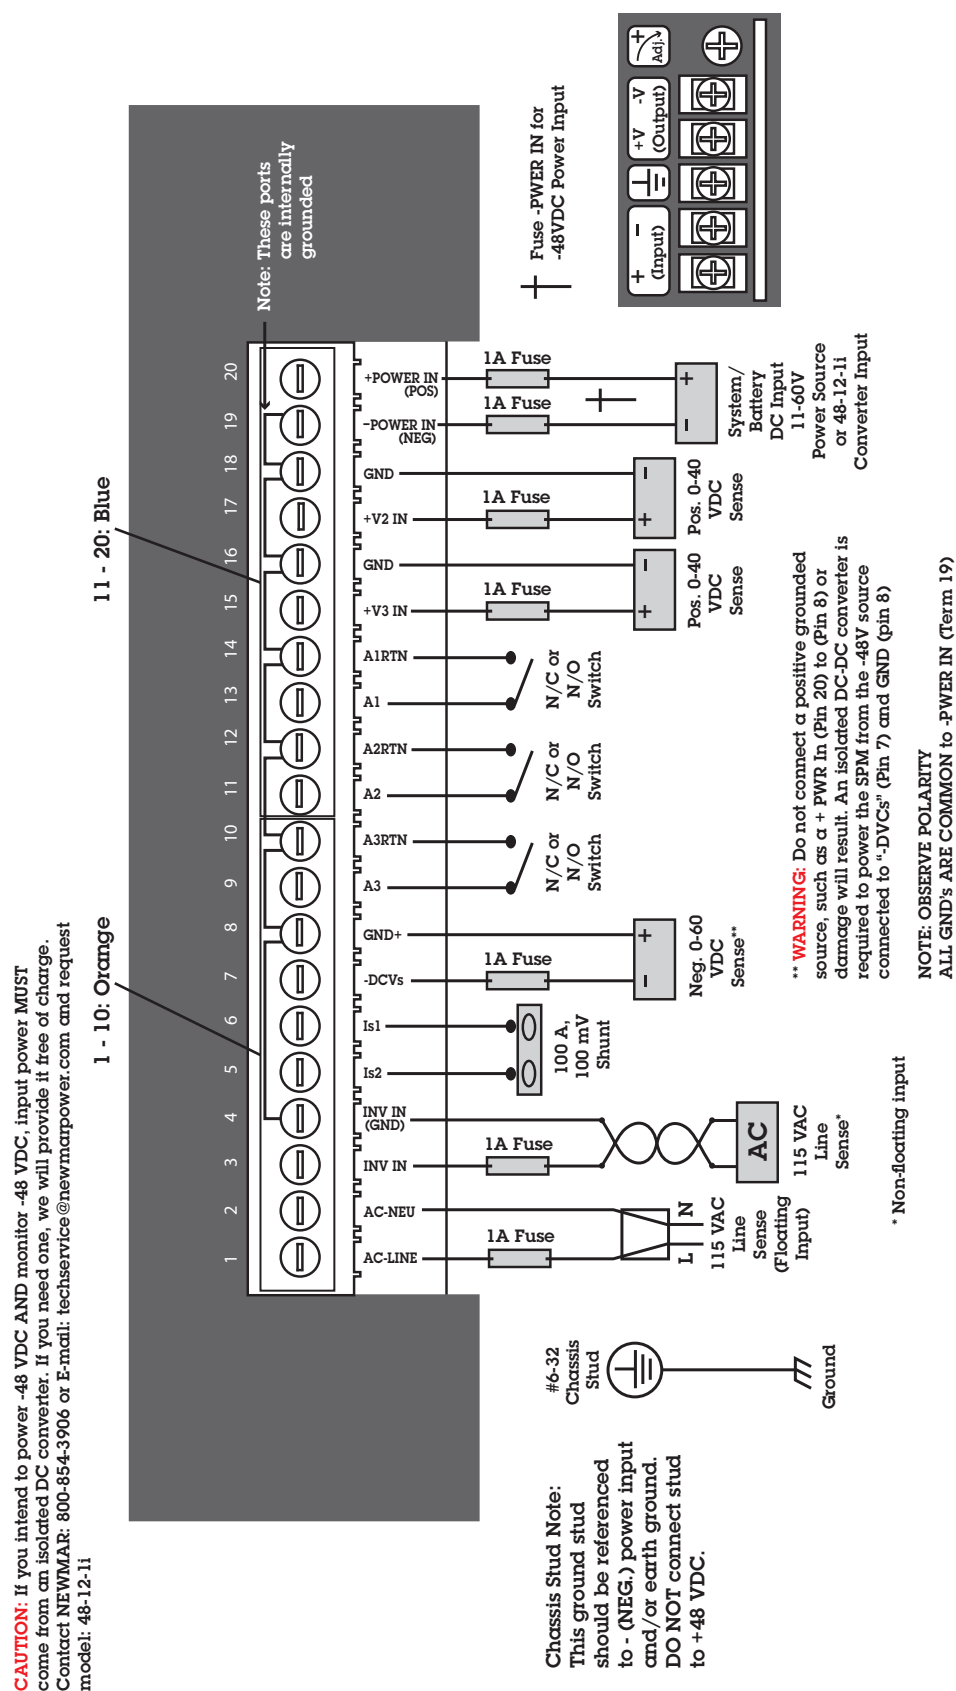 CAUTION: If you intend to power -48 VDC AND monitor -48 VDC, input power MUST
come from an isolated DC converter. If you need one, we will provide it free of charge.
Contact NEWMAR: 800-854-3906 or E-mail: techservice@newmarpower.com and request
model: 48-12-1i
1 - 10: Orange
11 - 20: Blue
Note: These ports
are internally
grounded
1
2
3
4
5
6
7
8
9
10
11
12
13
14
15
16
17
18
19
20
AC-LINE
AC-NEU
INV IN
INV IN
(GND)
Is2
Is1
-DCVs
GND+
A3
A3RTN
A2
A2RTN
A1
A1RTN
+V3 IN
GND
+V2 IN
GND
-POWER IN
(NEG)
+POWER IN
(POS)
1A Fuse
1A Fuse
1A Fuse
1A Fuse
1A Fuse
1A Fuse
1A Fuse
L
N
115 VAC
Line
Sense
(Floating
Input)
AC
115 VAC
Line
Sense*
100 A,
100 mV
Shunt
-
+
Neg. 0-60
VDC
Sense**
N/C or
N/O
Switch
N/C or
N/O
Switch
N/C or
N/O
Switch
+
-
Pos. 0-40
VDC
Sense
+
-
Pos. 0-40
VDC
Sense
-
+
System/
Battery
DC Input
11-60V
Power Source
or 48-12-1i
Converter Input
Fuse -PWER IN for
-48VDC Power Input
+ -
(Input)
+V -V
(Output)
+
Adj.
#6-32
Chassis
Stud
Ground
Chassis Stud Note:
This ground stud
should be referenced
to - (NEG.) power input
and/or earth ground.
DO NOT connect stud
to +48 VDC.
* Non-floating input
** WARNING: Do not connect a positive grounded
source, such as a + PWR In (Pin 20) to (Pin 8) or
damage will result. An isolated DC-DC converter is
required to power the SPM from the -48V source
connected to “-DVCs” (Pin 7) and GND (pin 8)
NOTE: OBSERVE POLARITY
ALL GND's ARE COMMON to -PWER IN (Term 19)